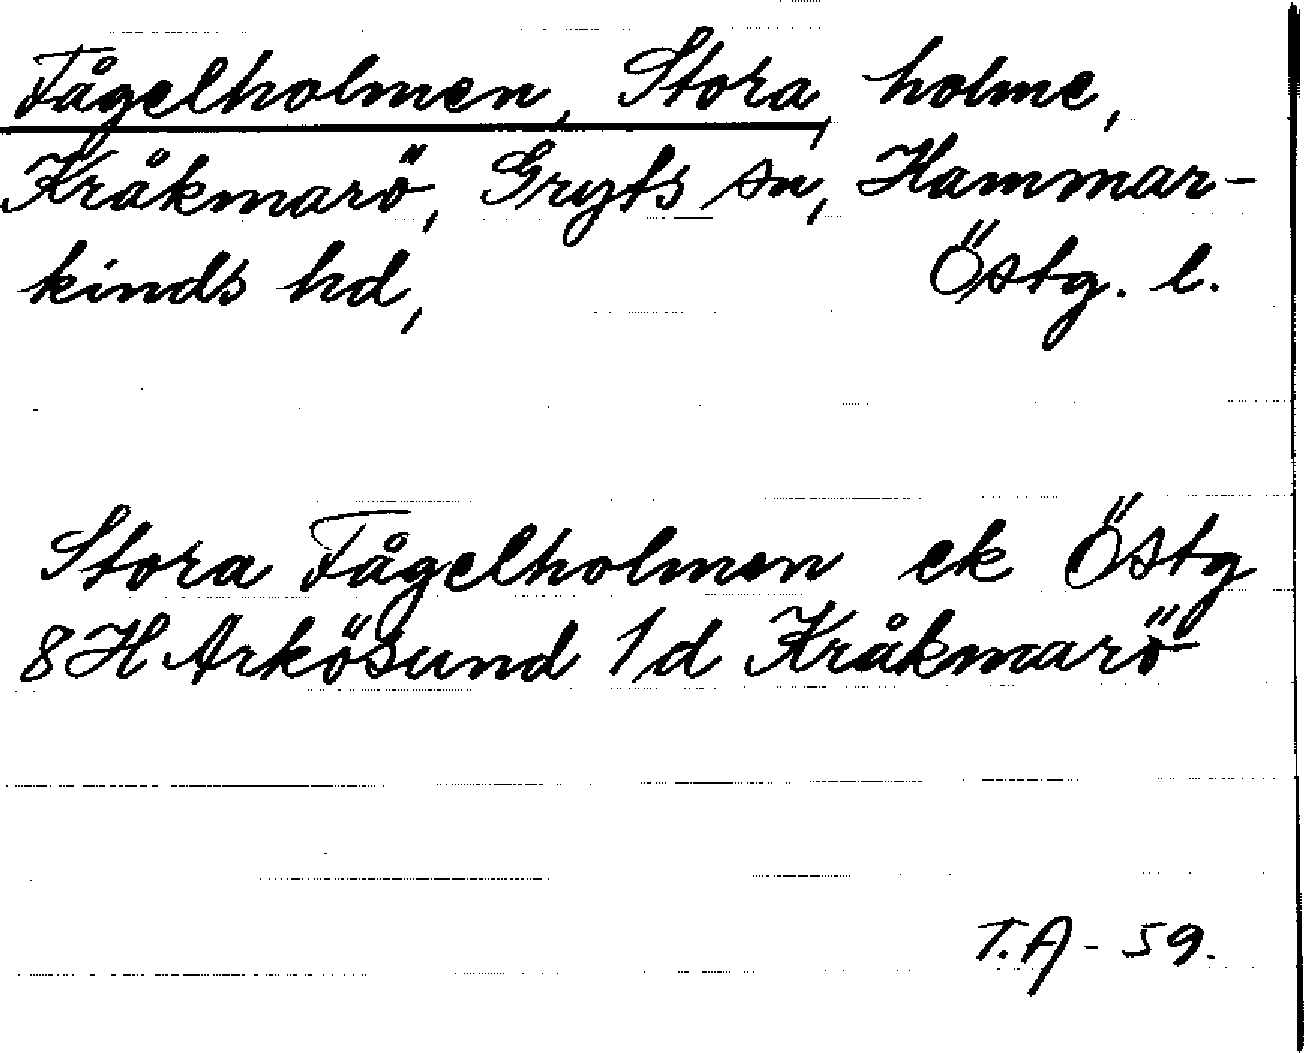 Fågelholmen, Stora, holme,
Kråkmarö, Gryts sn, Hammar-
kinds hd, Östg. l.
Stora Fågelholmen ek Östg
8H Arkösund 1d Kråkmarö
T.A - 59.